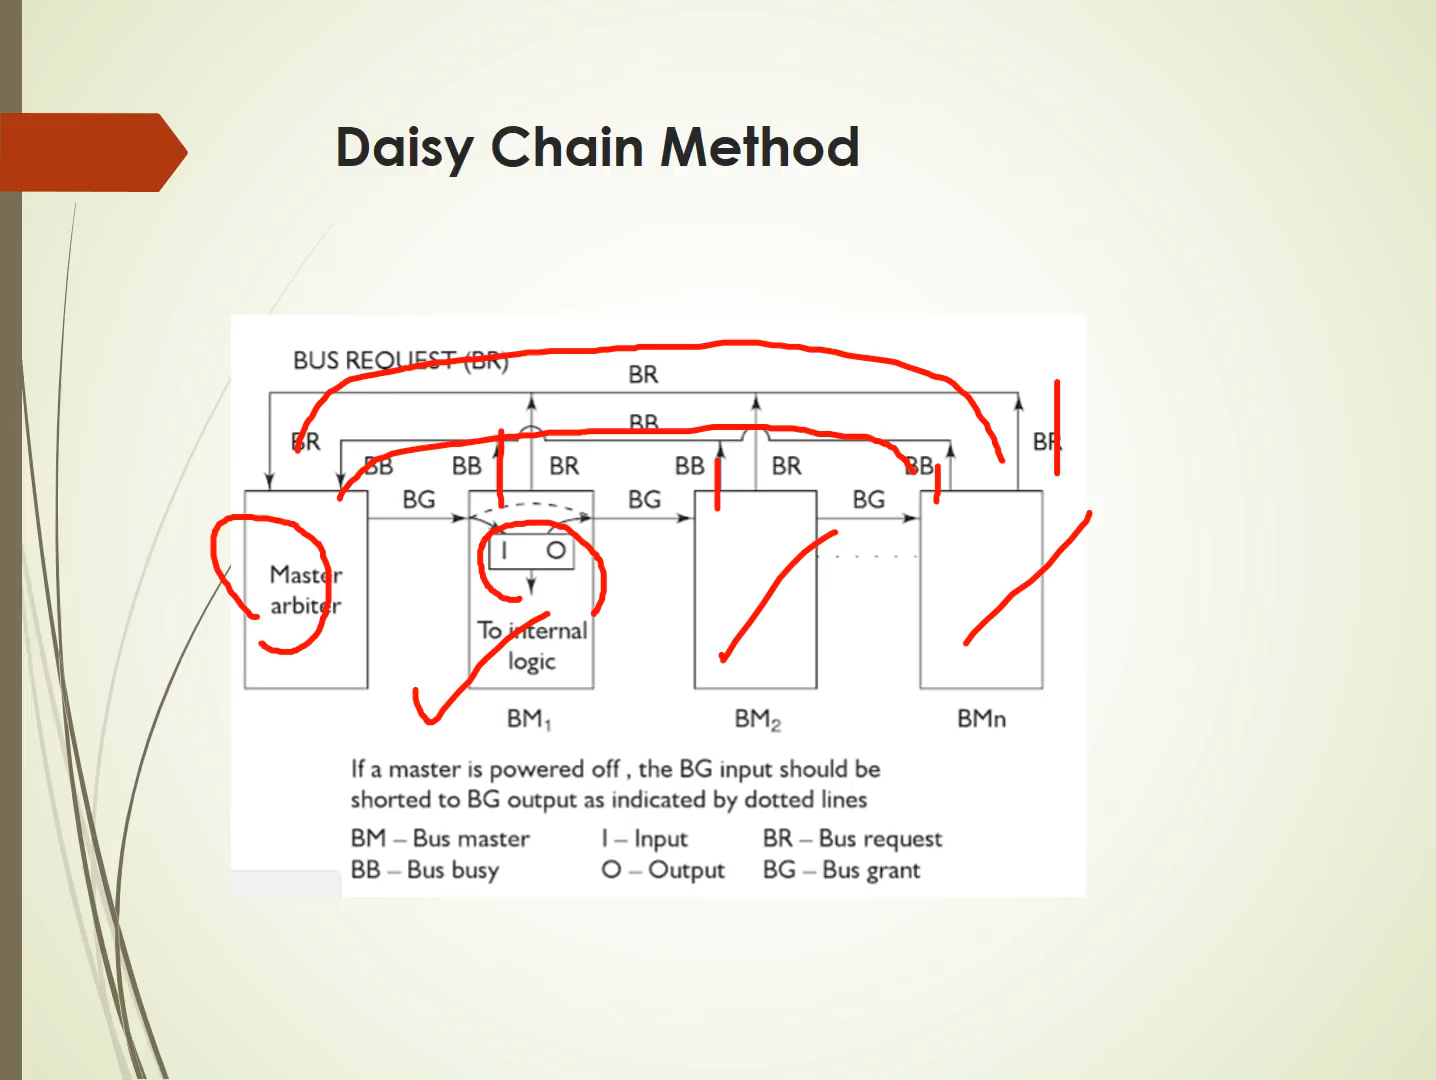 Daisy Chain Method
BUS REQUEST (BR)
BR
BB
BR
BR
BB
BB
BR
BB
BR
BB
BG
BG
BG
I O
Master
arbiter
To internal
logic
BM₁
BM₂
BMn
If a master is powered off , the BG input should be
shorted to BG output as indicated by dotted lines
BM – Bus master
I – Input
BR – Bus request
BB – Bus busy
O – Output
BG – Bus grant